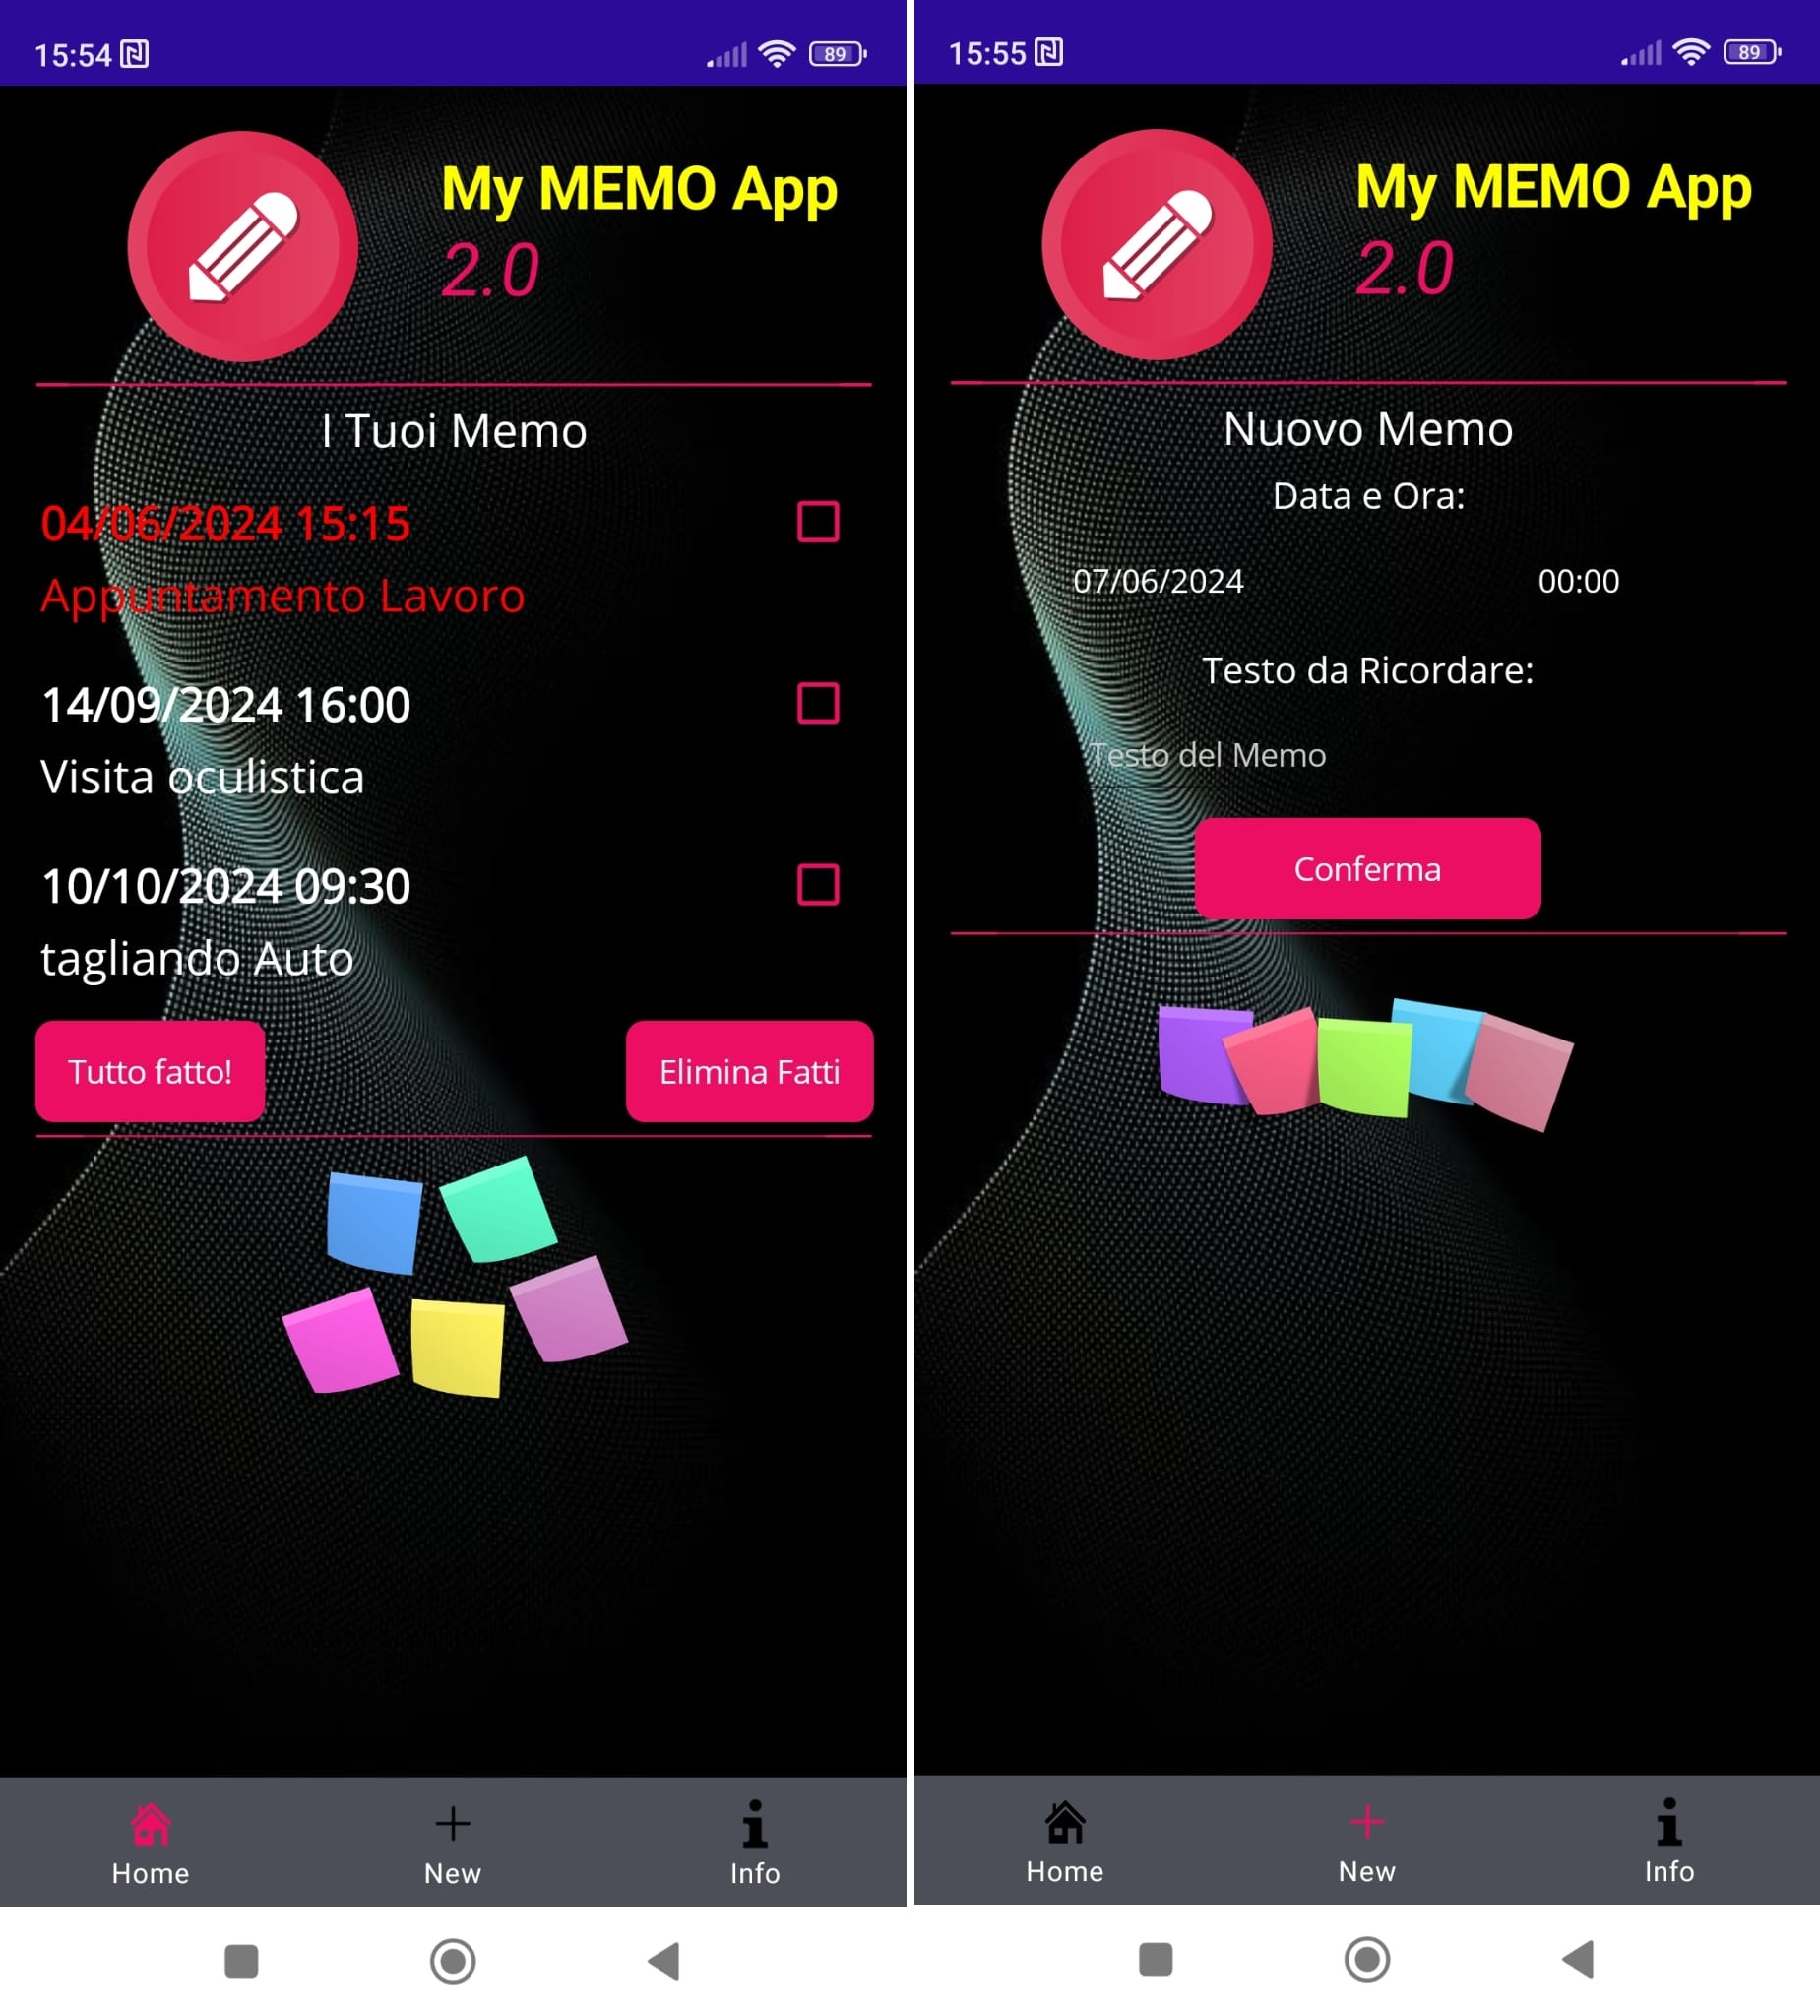 15:54
89
My MEMO App
2.0
I Tuoi Memo
04/06/2024 15:15
Appuntamento Lavoro
14/09/2024 16:00
Visita oculistica
10/10/2024 09:30
tagliando Auto
Tutto fatto!
Elimina Fatti
Home
New
Info
15:55
89
My MEMO App
2.0
Nuovo Memo
Data e Ora:
07/06/2024
00:00
Testo da Ricordare:
Testo del Memo
Conferma
Home
New
Info